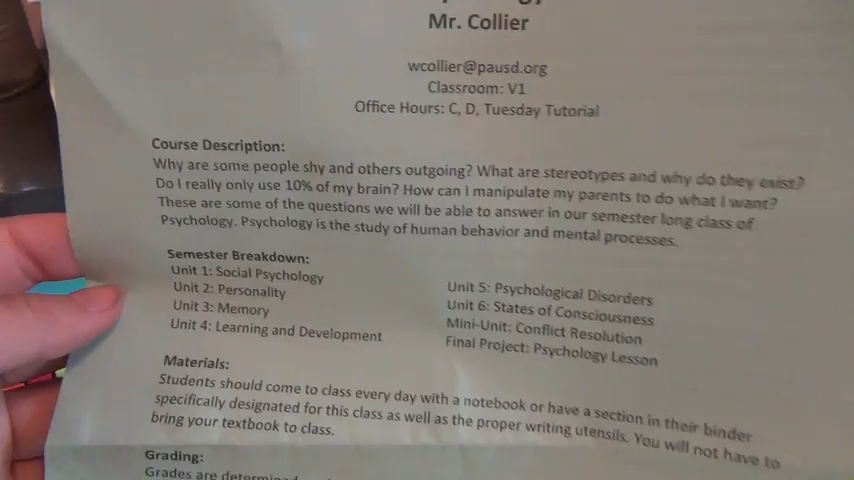 Mr. Collier
wcollier@pausd.org
Classroom: V1
Office Hours: C, D, Tuesday Tutorial
Course Description:
Why are some people shy and others outgoing? What are stereotypes and why do they exist?
Do I really only use 10% of my brain? How can I manipulate my parents to do what I want?
These are some of the questions we will be able to answer in our semester long class of
Psychology. Psychology is the study of human behavior and mental processes.
Semester Breakdown:
Unit 1: Social Psychology
Unit 2: Personality
Unit 3: Memory
Unit 4: Learning and Development
Unit 5: Psychological Disorders
Unit 6: States of Consciousness
Mini-Unit: Conflict Resolution
Final Project: Psychology Lesson
Materials:
Students should come to class every day with a notebook or have a section in their binder
specifically designated for this class as well as the proper writing utensils. You will not have to
bring your textbook to class.
Grading:
Grades are determined